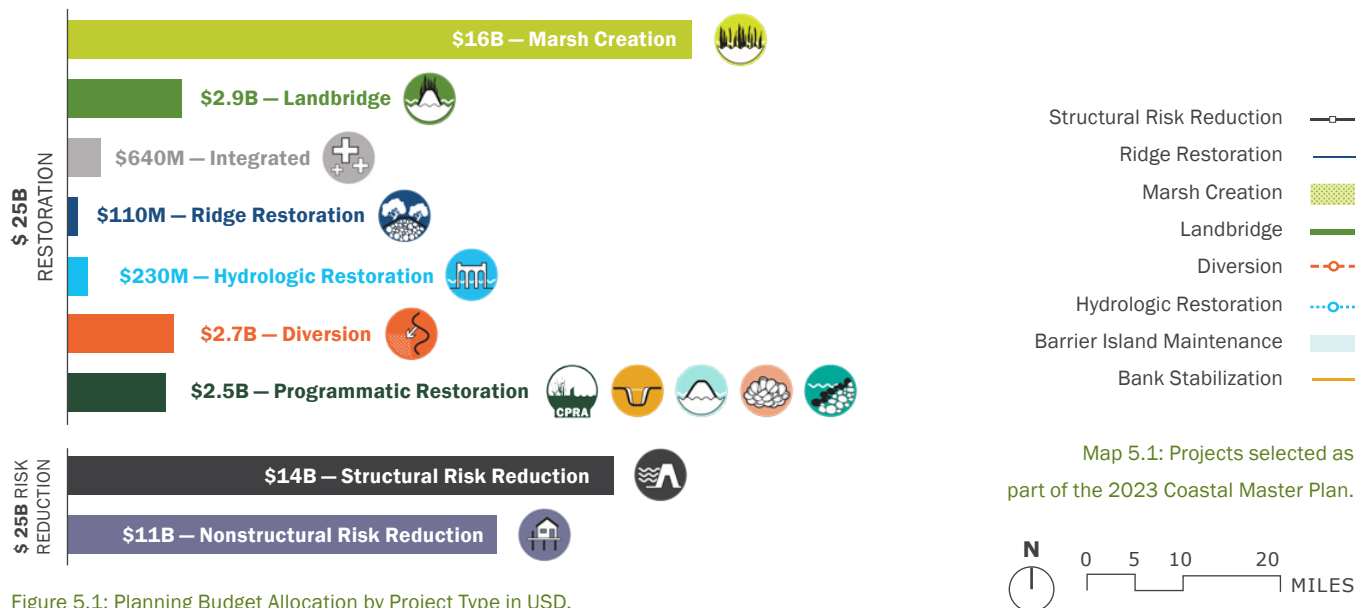 $ 25B
RESTORATION
$16B — Marsh Creation
$2.9B — Landbridge
$640M — Integrated
$110M — Ridge Restoration
$230M — Hydrologic Restoration
$2.7B — Diversion
$2.5B — Programmatic Restoration
CPRA
$ 25B RISK
REDUCTION
$14B — Structural Risk Reduction
$11B — Nonstructural Risk Reduction
Figure 5.1: Planning Budget Allocation by Project Type in USD.
Structural Risk Reduction
Ridge Restoration
Marsh Creation
Landbridge
Diversion
Hydrologic Restoration
Barrier Island Maintenance
Bank Stabilization
Map 5.1: Projects selected as
part of the 2023 Coastal Master Plan.
N
0 5 10 20
MILES